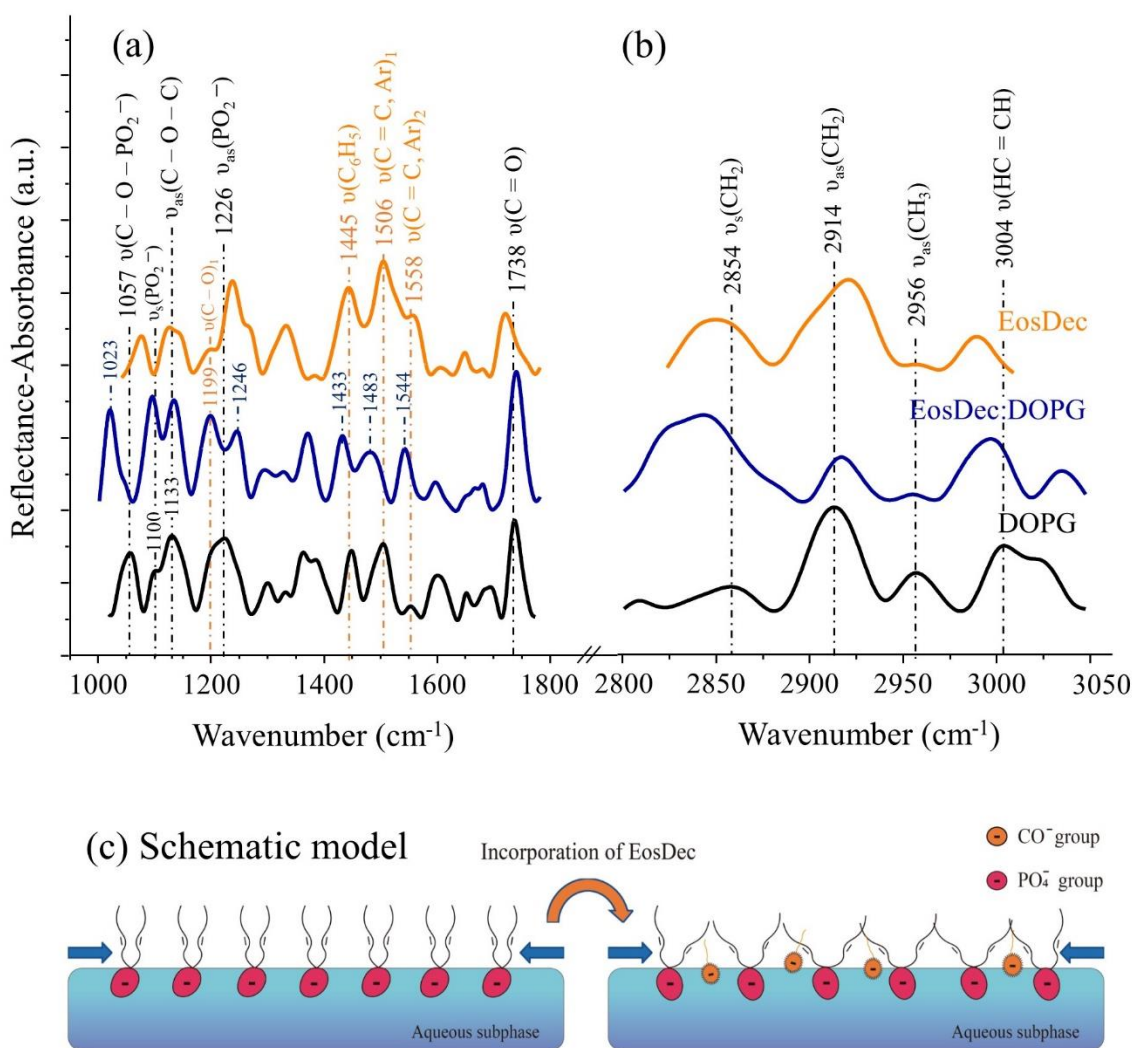 (a)
(b)
Reflectance-Absorbance (a.u.)
1057 υ(C – O – PO₂⁻)
υₛ(PO₂⁻)
υₐₛ(C – O – C)
1226 υₐₛ(PO₂⁻)
1199 υ(C – O)₁
1445 υ(C₆H₅)
1506 υ(C = C, Ar)₁
1558 υ(C = C, Ar)₂
1738 υ(C = O)
1023
1246
1433
1483
1544
1100
1133
2854 υₛ(CH₂)
2914 υₐₛ(CH₂)
2956 υₐₛ(CH₃)
3004 υ(HC = CH)
EosDec
EosDec:DOPG
DOPG
1000 1200 1400 1600 1800
2800 2850 2900 2950 3000 3050
Wavenumber (cm⁻¹)
Wavenumber (cm⁻¹)
(c) Schematic model
Incorporation of EosDec
CO⁻ group
PO₄⁻ group
Aqueous subphase
Aqueous subphase